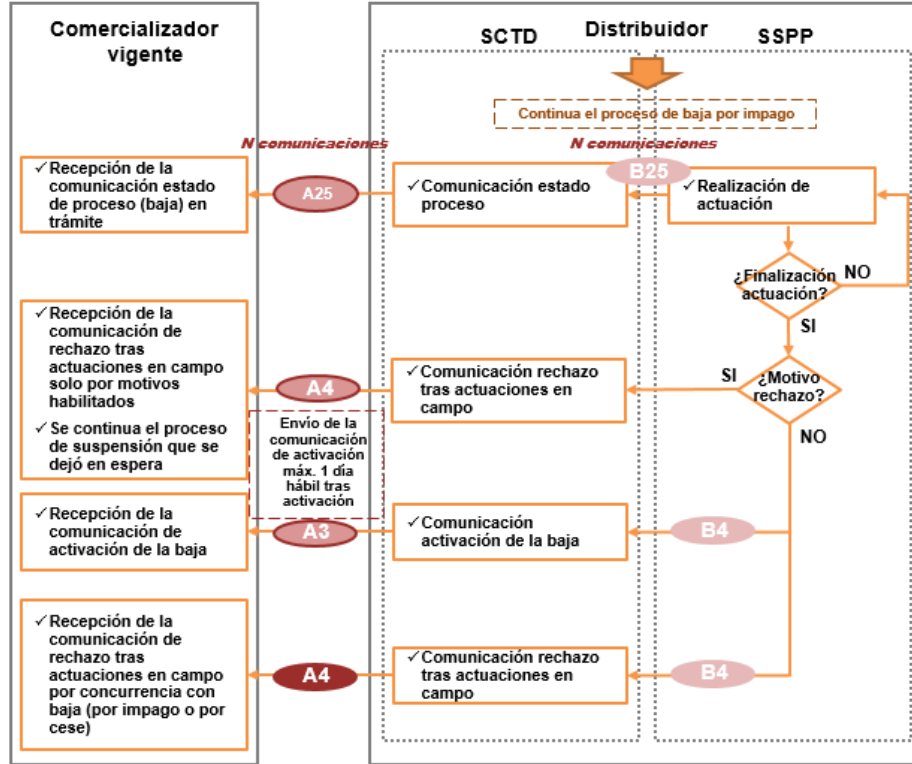 Comercializador
vigente
Distribuidor
SCTD
SSPP
Continua el proceso de baja por impago
N comunicaciones
N comunicaciones
✓ Recepción de la
comunicación estado
de proceso (baja) en
trámite
A25
✓ Comunicación estado
proceso
B25
✓ Realización de
actuación
¿Finalización
actuación?
NO
SI
✓ Recepción de la
comunicación de
rechazo tras
actuaciones en campo
solo por motivos
habilitados
✓ Se continua el proceso
de suspensión que se
dejó en espera
A4
✓ Comunicación rechazo
tras actuaciones en
campo
SI
¿Motivo
rechazo?
NO
Envío de la
comunicación
de activación
máx. 1 día
hábil tras
activación
✓ Recepción de la
comunicación de
activación de la baja
A3
✓ Comunicación
activación de la baja
B4
✓ Recepción de la
comunicación de
rechazo tras
actuaciones en campo
por concurrencia con
baja (por impago o por
cese)
A4
✓ Comunicación rechazo
tras actuaciones en
campo
B4